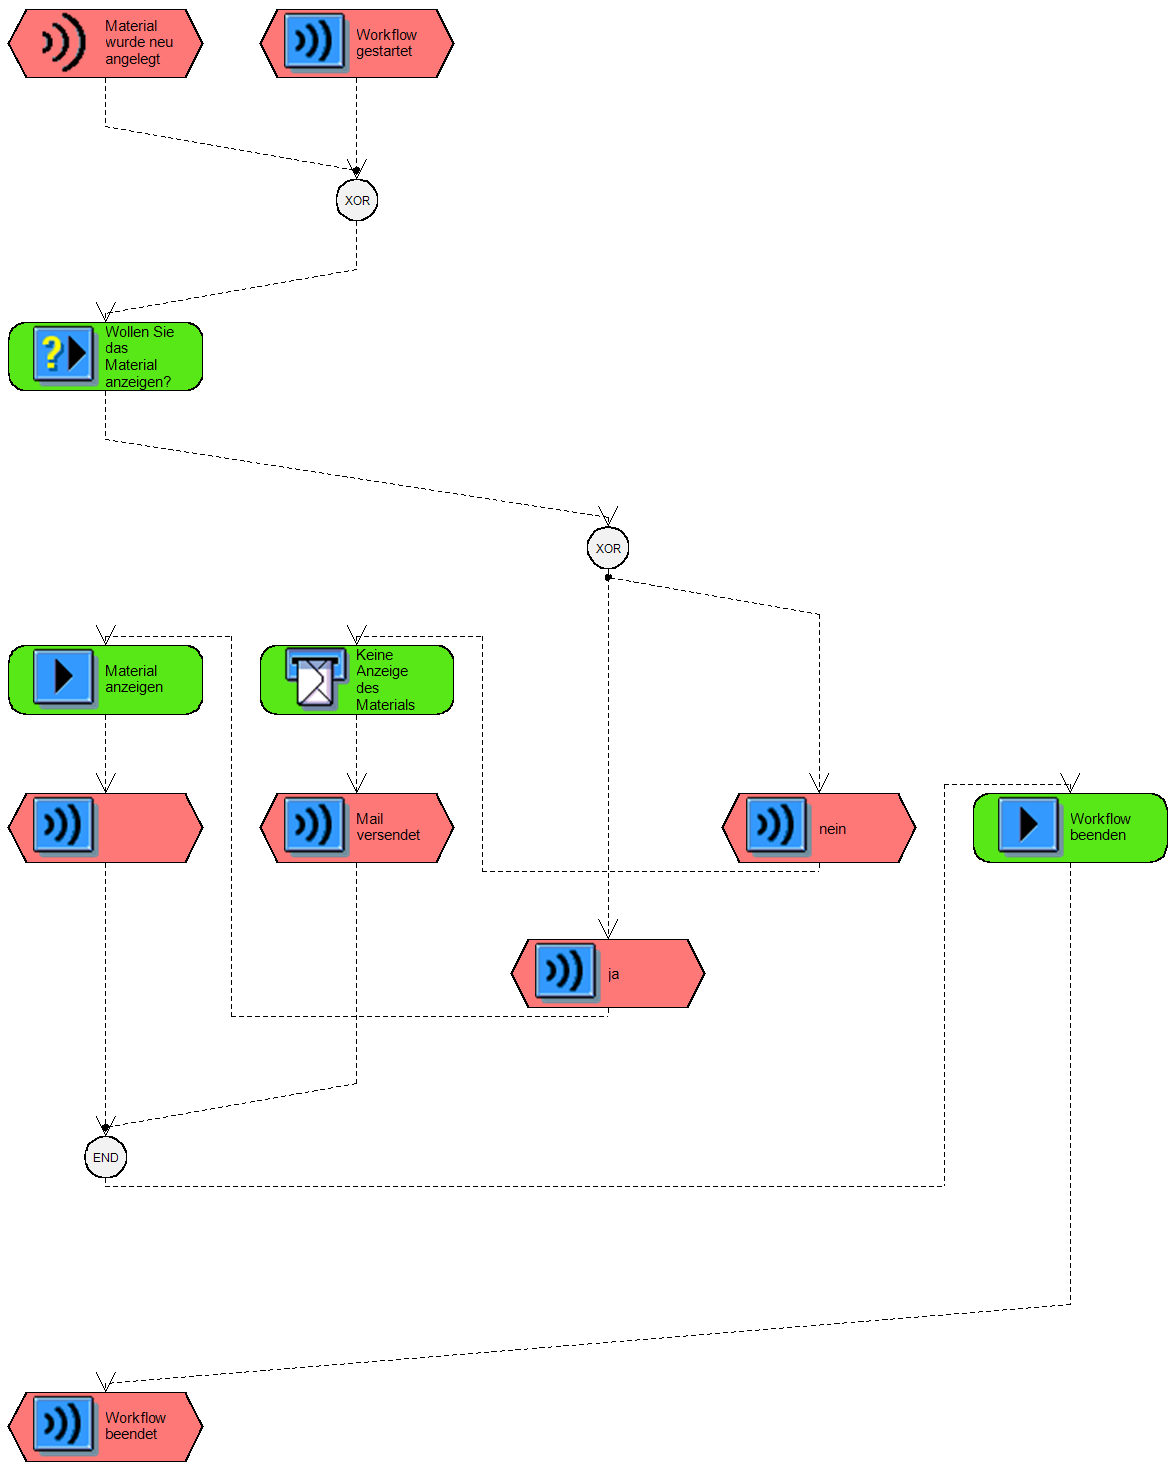 Material
wurde neu
angelegt
Workflow
gestartet
XOR
Wollen Sie
das
Material
anzeigen?
XOR
Material
anzeigen
Keine
Anzeige
des
Materials
Mail
versendet
nein
Workflow
beenden
ja
END
Workflow
beendet